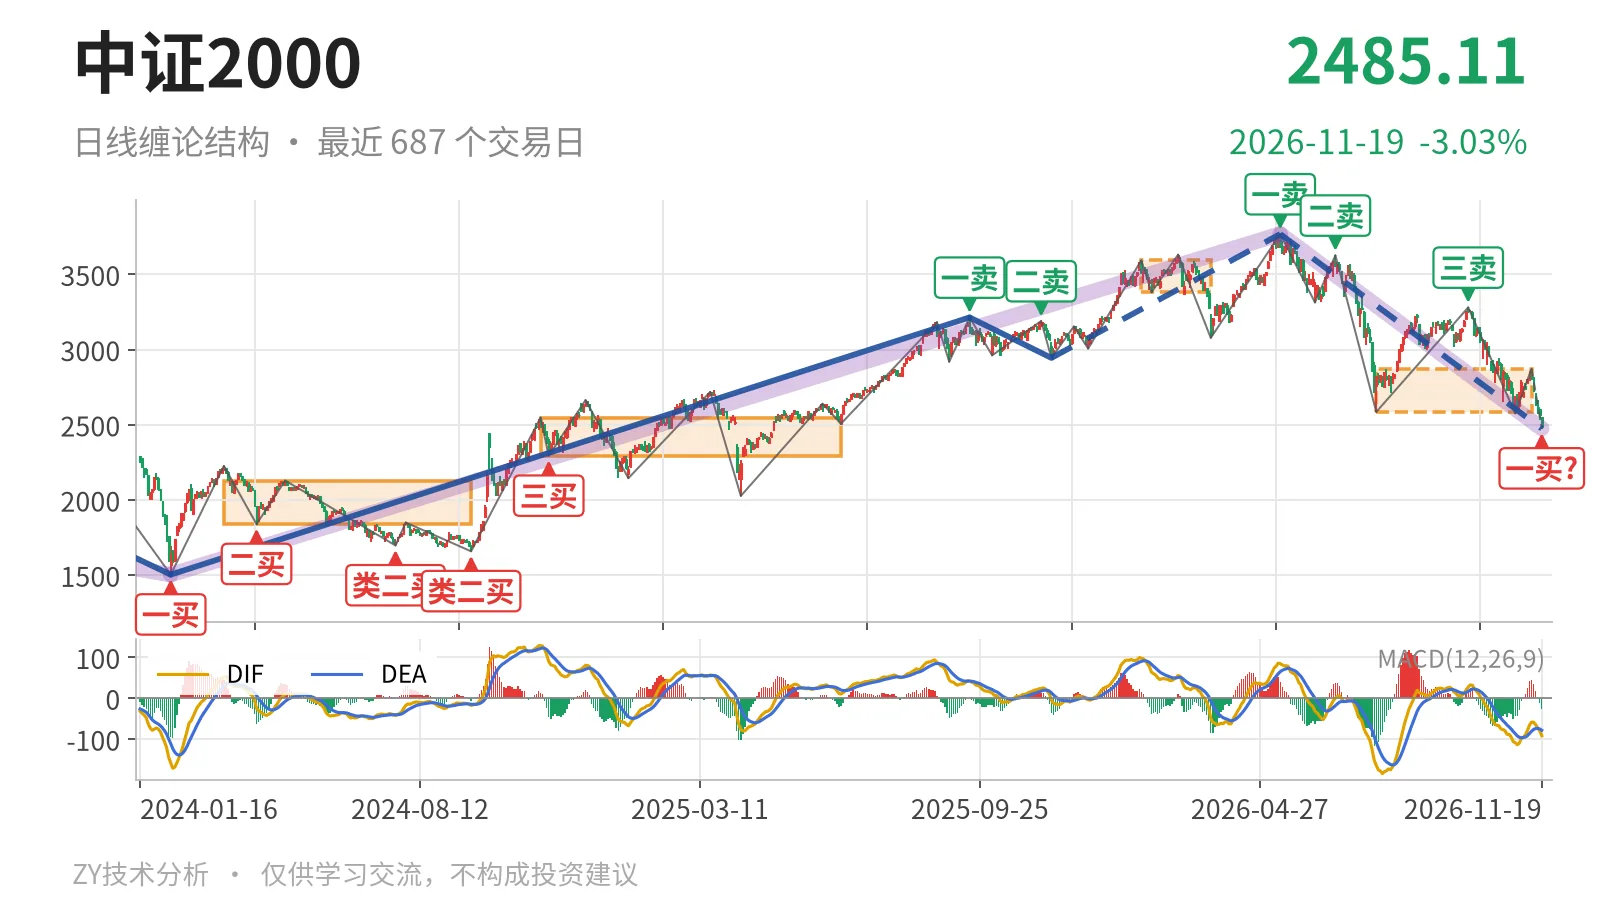 中证2000
2485.11
日线缠论结构 · 最近 687 个交易日
2026-11-19 -3.03%
一卖
二卖
一卖
二卖
三卖
3500
3000
2500
2000
1500
一买
二买
类二买
类二买
三买
一买?
100
0
-100
DIF
DEA
MACD(12,26,9)
2024-01-16
2024-08-12
2025-03-11
2025-09-25
2026-04-27
2026-11-19
ZY技术分析 · 仅供学习交流，不构成投资建议